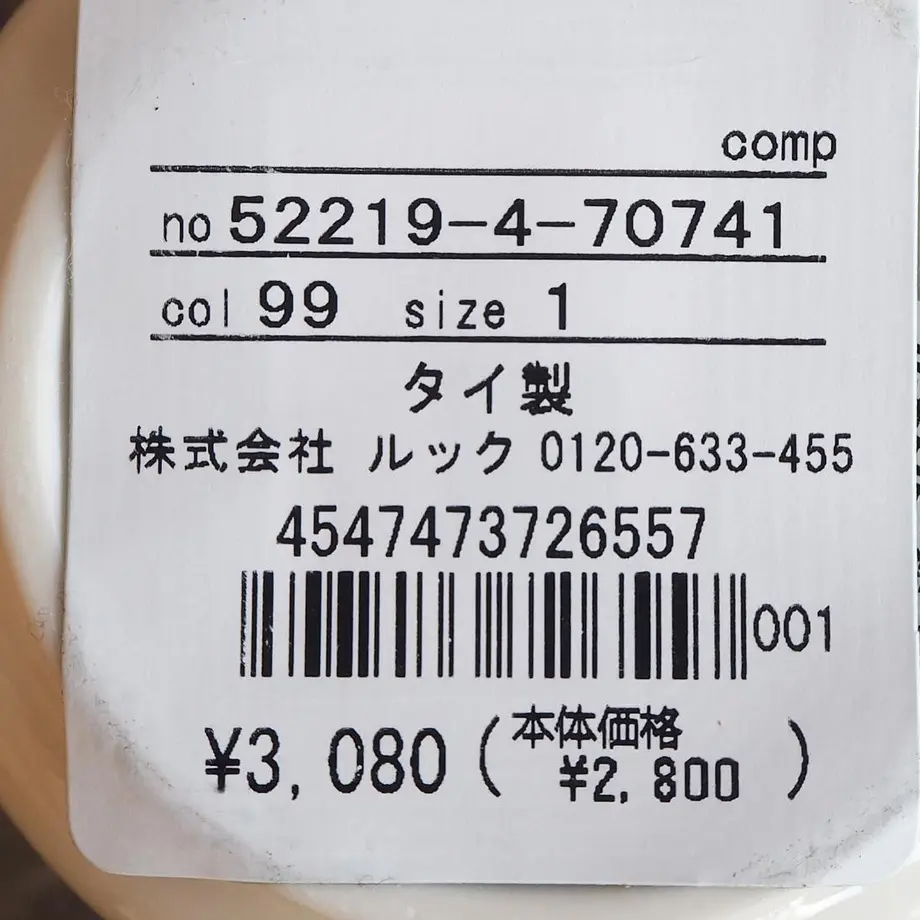 comp
no 52219-4-70741
col 99 size 1
タイ製
株式会社 ルック 0120-633-455
4547473726557
001
¥3,080(本体価格 ¥2,800)